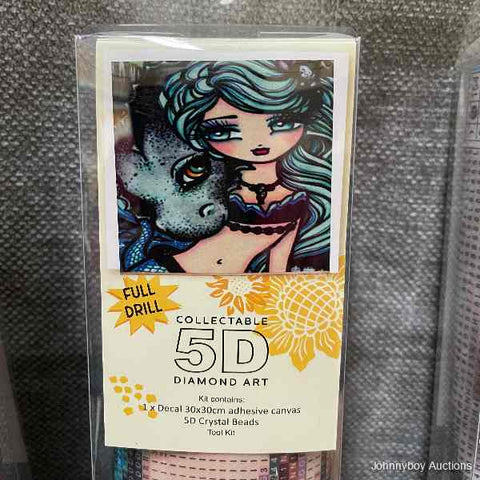 FULL
DRILL
COLLECTABLE
5D
DIAMOND ART
Kit contains:
1 x Decal 30x30cm adhesive canvas
5D Crystal Beads
Tool Kit
Johnnyboy Auctions